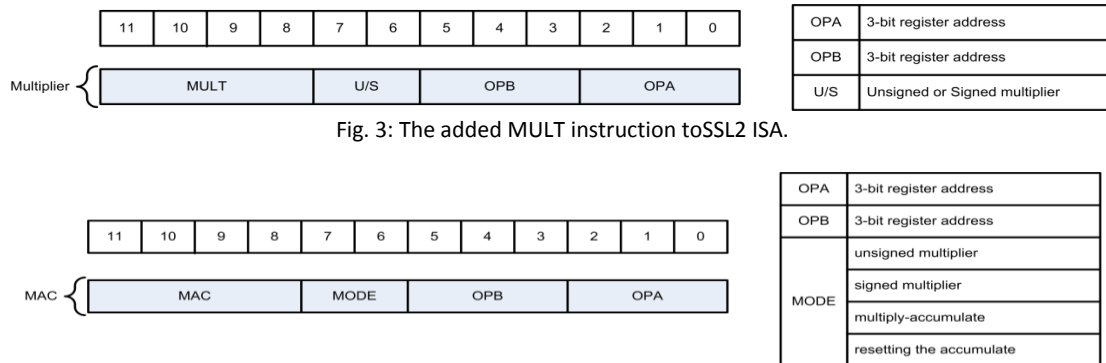 11 10 9 8 7 6 5 4 3 2 1 0
Multiplier MULT U/S OPB OPA
OPA 3-bit register address
OPB 3-bit register address
U/S Unsigned or Signed multiplier
Fig. 3: The added MULT instruction toSSL2 ISA.
11 10 9 8 7 6 5 4 3 2 1 0
MAC MAC MODE OPB OPA
OPA 3-bit register address
OPB 3-bit register address
MODE
unsigned multiplier
signed multiplier
multiply-accumulate
resetting the accumulate